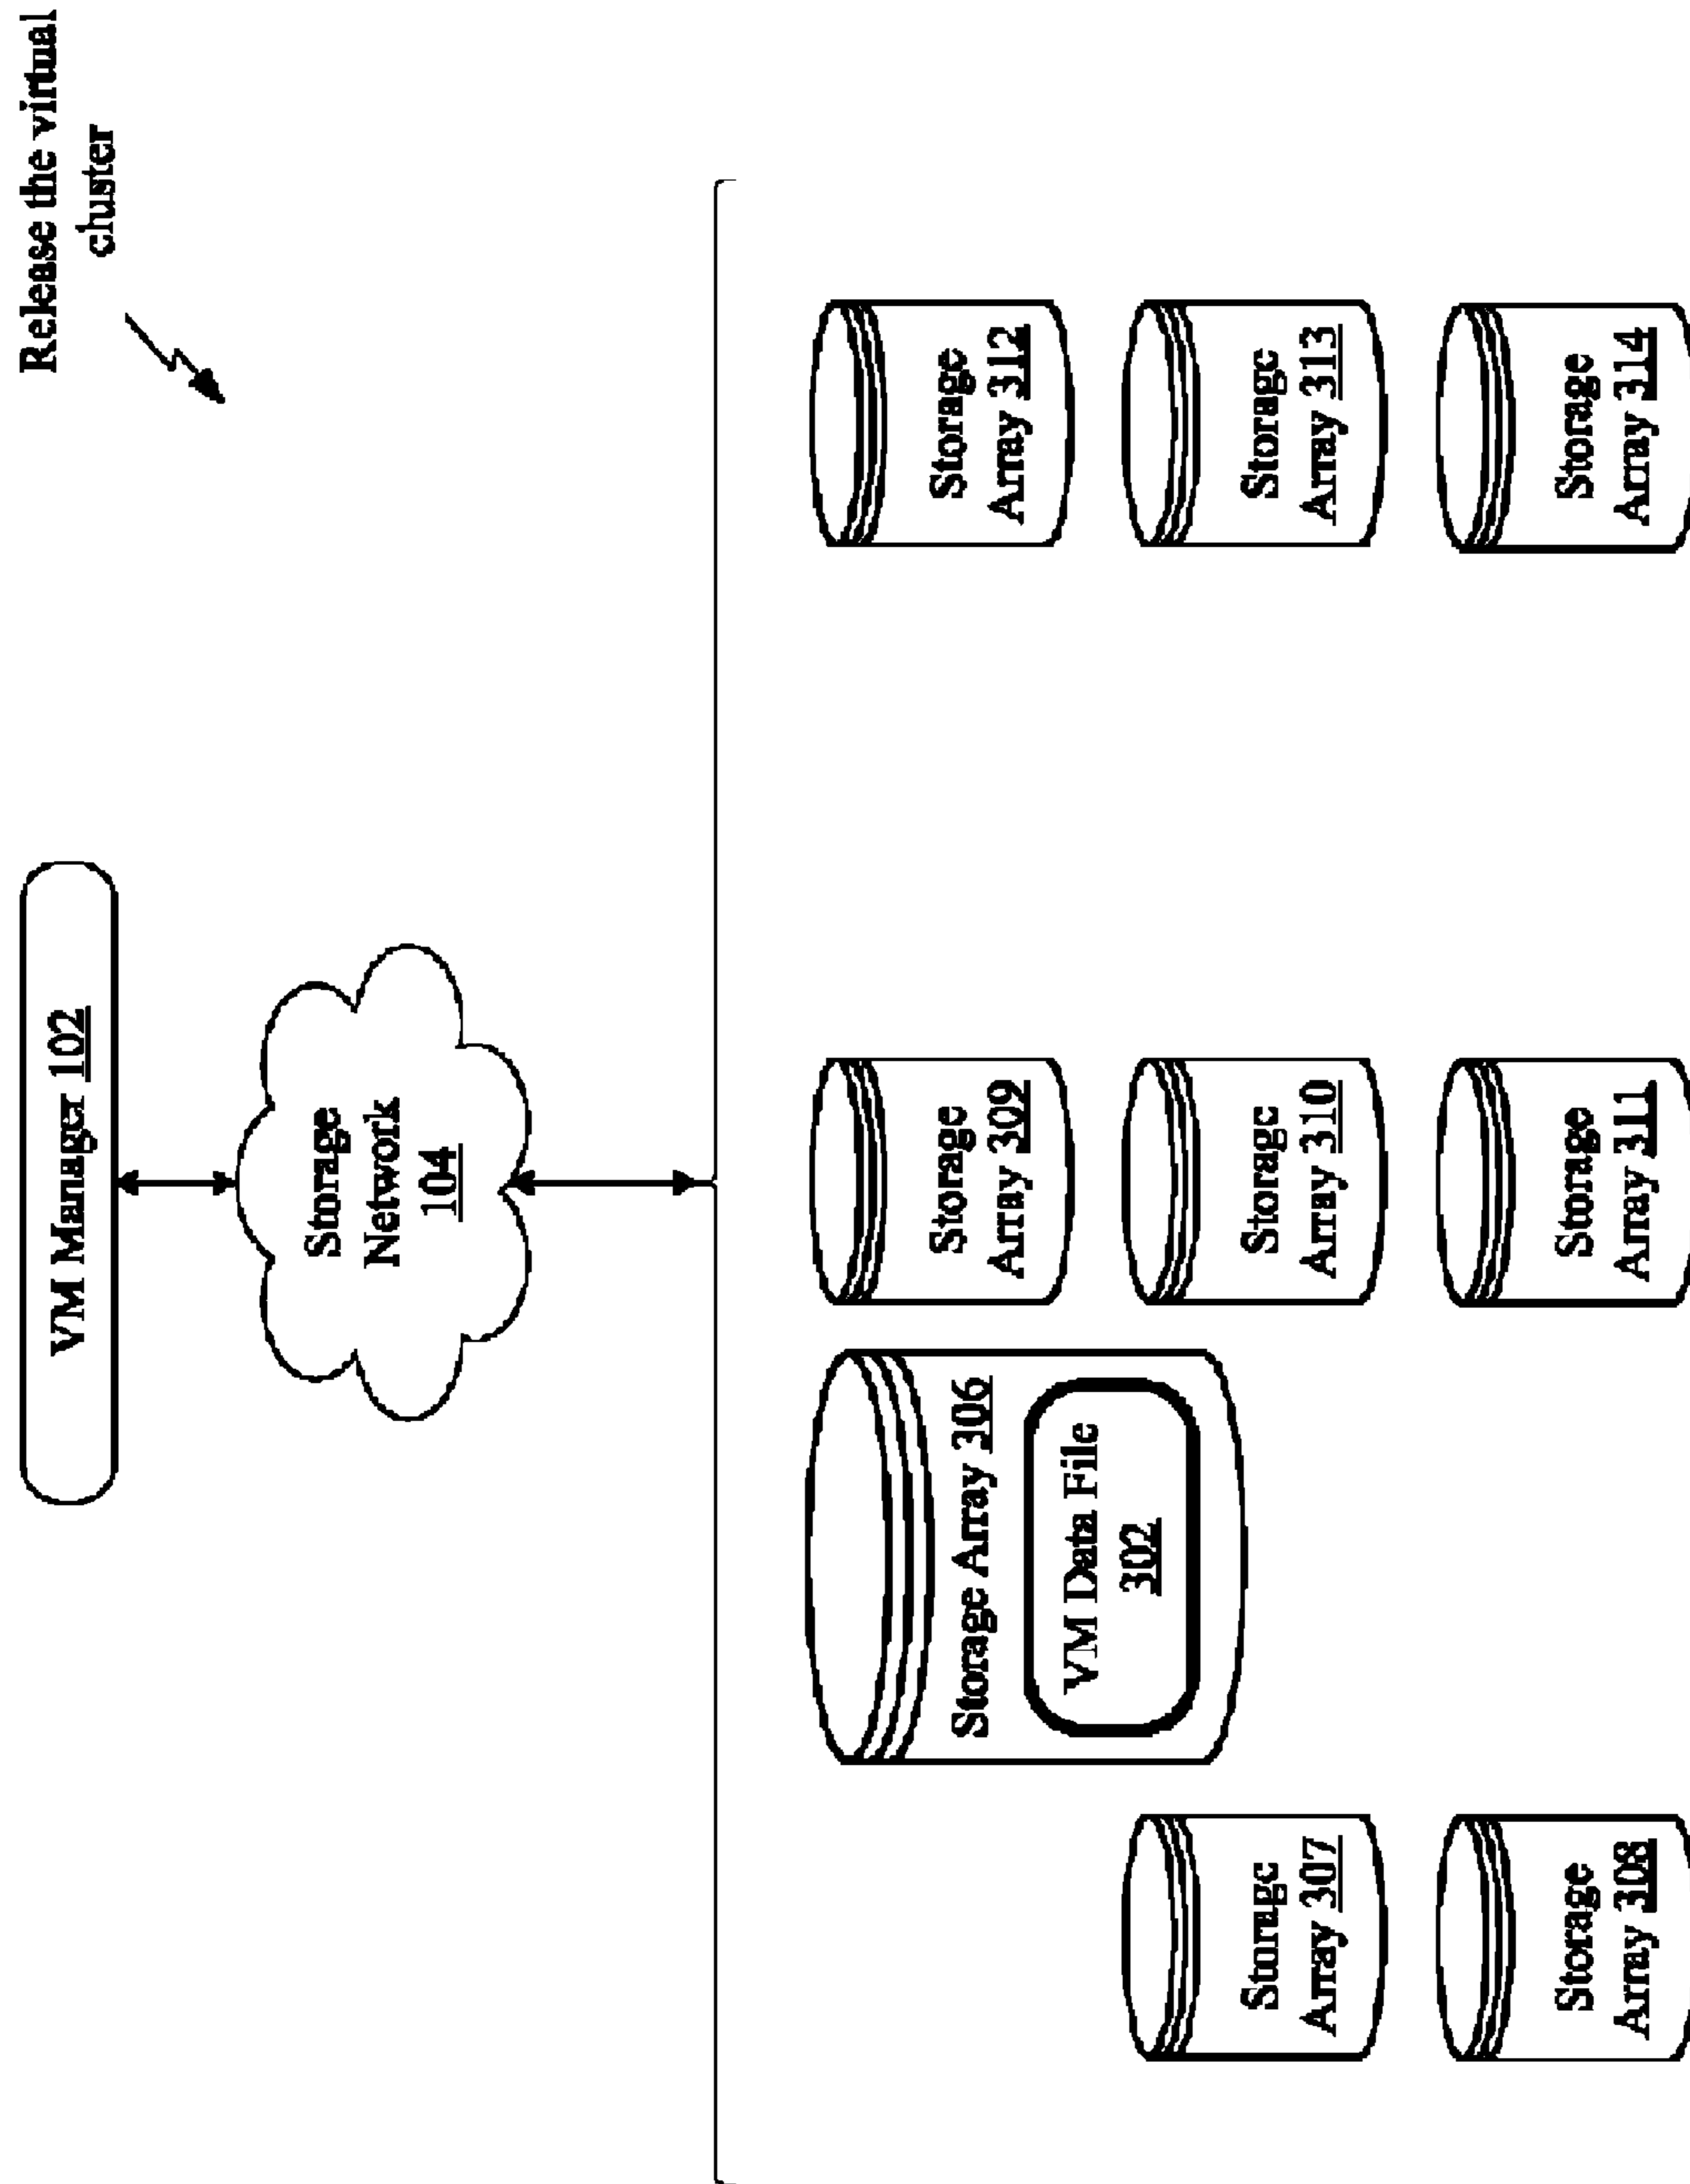 Release the virtual
cluster
VM Manager 102
Storage
Network
104
Storage Array 306
VM Data File
302
Storage
Array 309
Storage
Array 312
Storage
Array 307
Storage
Array 310
Storage
Array 313
Storage
Array 308
Storage
Array 311
Storage
Array 314